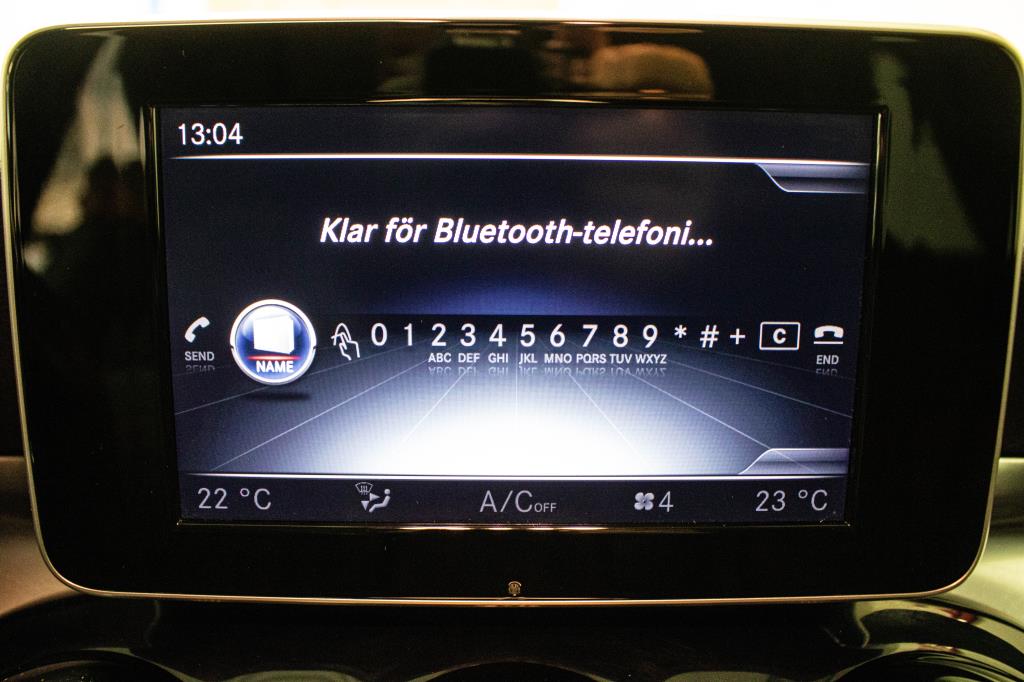 13:04
Klar för Bluetooth-telefoni...
SEND NAME 0 1 2 3 4 5 6 7 8 9 * # + C END
ABC DEF GHI JKL MNO PQRS TUV WXYZ
22 °C A/C OFF 4 23 °C